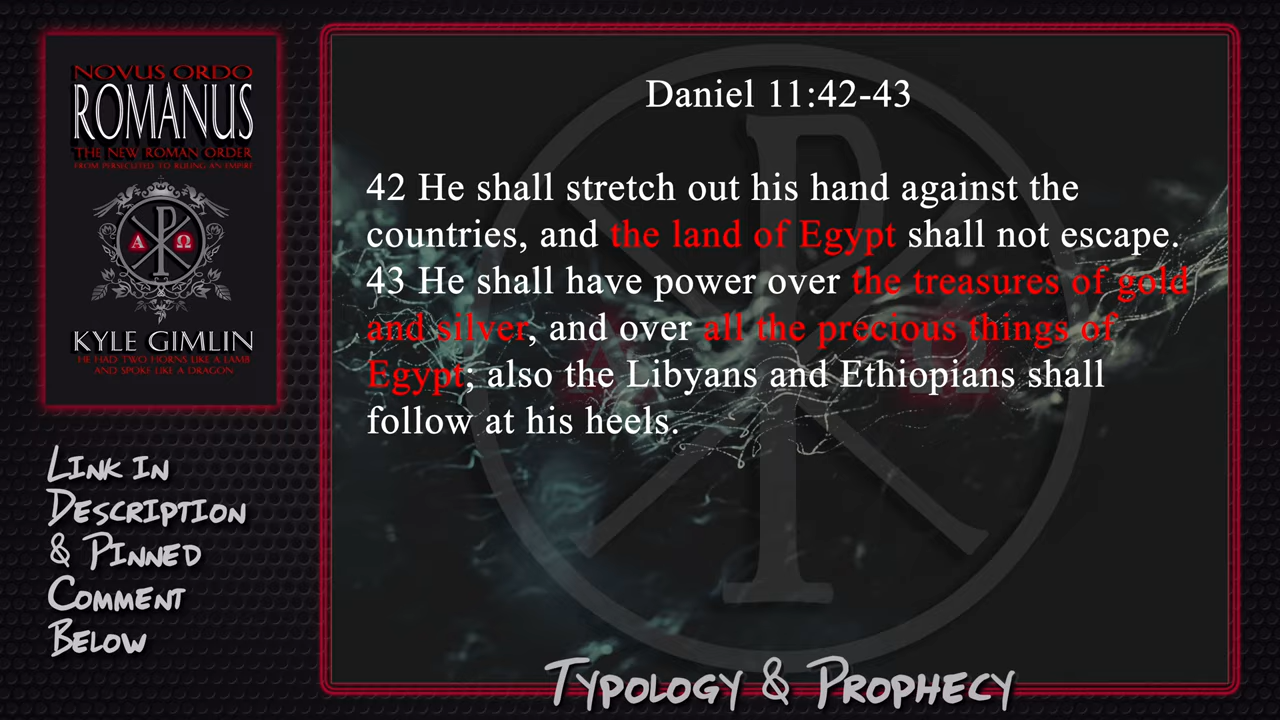 NOVUS ORDO
ROMANUS
THE NEW ROMAN ORDER
FROM PERSECUTED TO RULING AN EMPIRE
Α Ω
KYLE GIMLIN
HE HAD TWO HORNS LIKE A LAMB
AND SPOKE LIKE A DRAGON
LINK IN
DESCRIPTION
& PINNED
COMMENT
BELOW
Daniel 11:42-43
42 He shall stretch out his hand against the
countries, and the land of Egypt shall not escape.
43 He shall have power over the treasures of gold
and silver, and over all the precious things of
Egypt; also the Libyans and Ethiopians shall
follow at his heels.
TYPOLOGY & PROPHECY